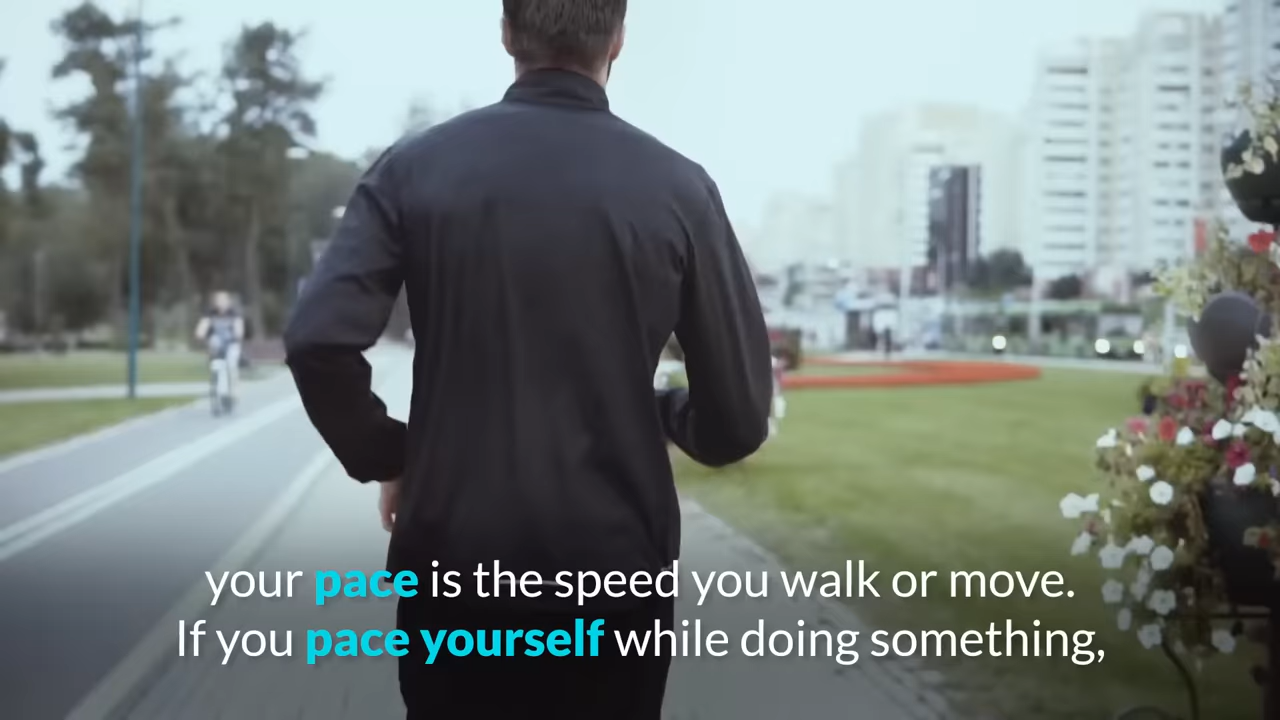 your pace is the speed you walk or move.
If you pace yourself while doing something,